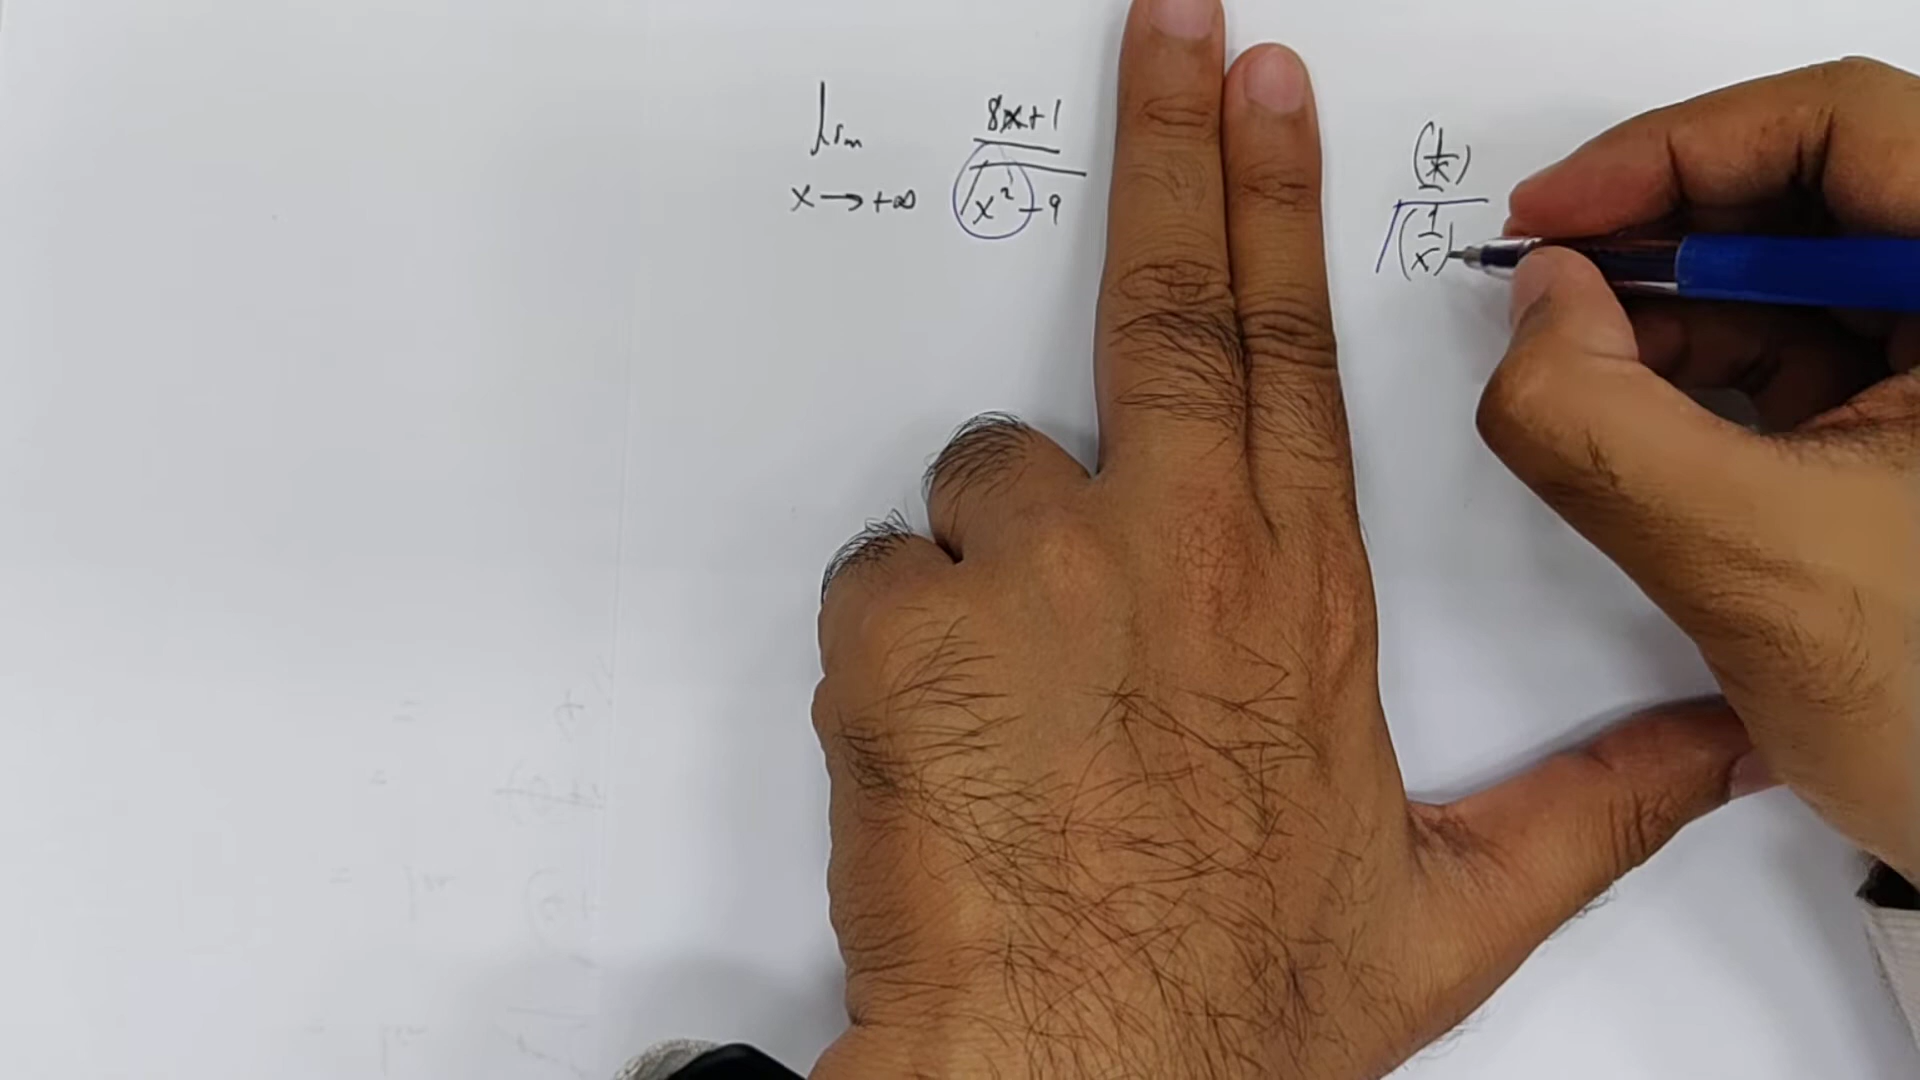 lim x→+∞ (8x+1)/√(x²-9)
(1/x)/√(1/x)